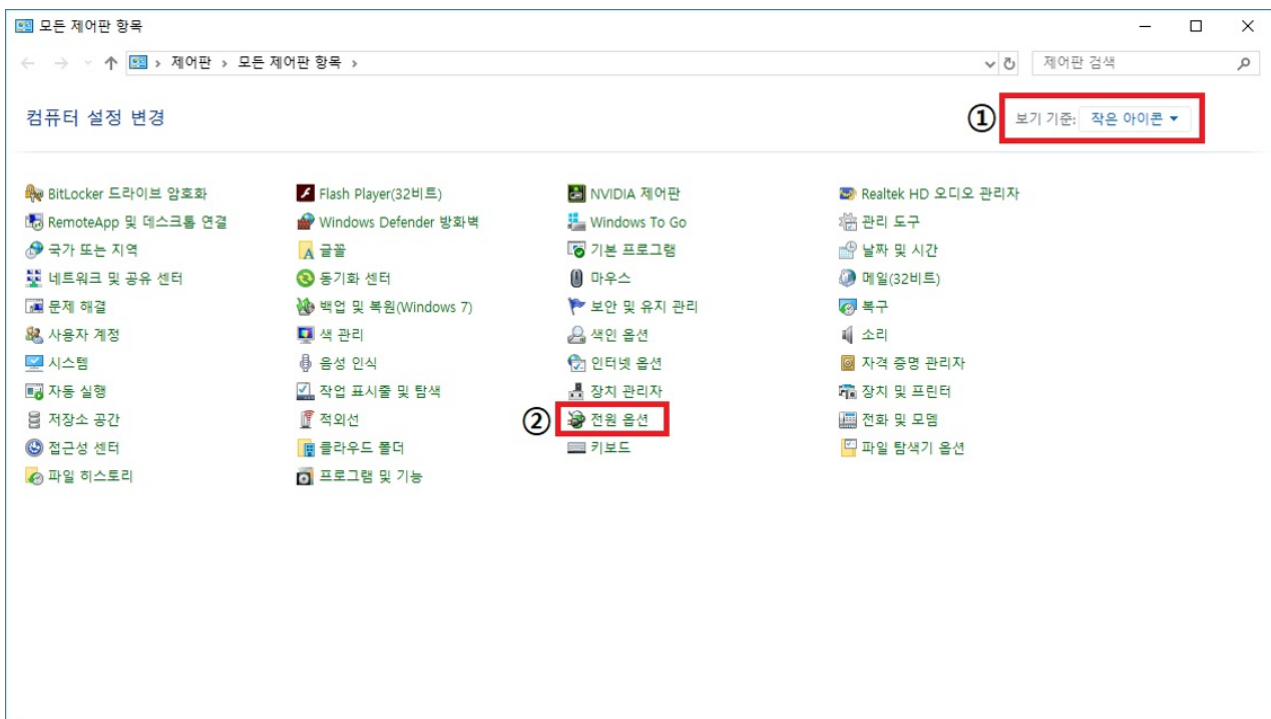 모든 제어판 항목
제어판 › 모든 제어판 항목 ›
제어판 검색
컴퓨터 설정 변경
① 보기 기준: 작은 아이콘
BitLocker 드라이브 암호화
Flash Player(32비트)
NVIDIA 제어판
Realtek HD 오디오 관리자
RemoteApp 및 데스크톱 연결
Windows Defender 방화벽
Windows To Go
관리 도구
국가 또는 지역
글꼴
기본 프로그램
날짜 및 시간
네트워크 및 공유 센터
동기화 센터
마우스
메일(32비트)
문제 해결
백업 및 복원(Windows 7)
보안 및 유지 관리
복구
사용자 계정
색 관리
색인 옵션
소리
시스템
음성 인식
인터넷 옵션
자격 증명 관리자
자동 실행
작업 표시줄 및 탐색
장치 관리자
장치 및 프린터
저장소 공간
적외선
② 전원 옵션
전화 및 모뎀
접근성 센터
클라우드 폴더
키보드
파일 탐색기 옵션
파일 히스토리
프로그램 및 기능